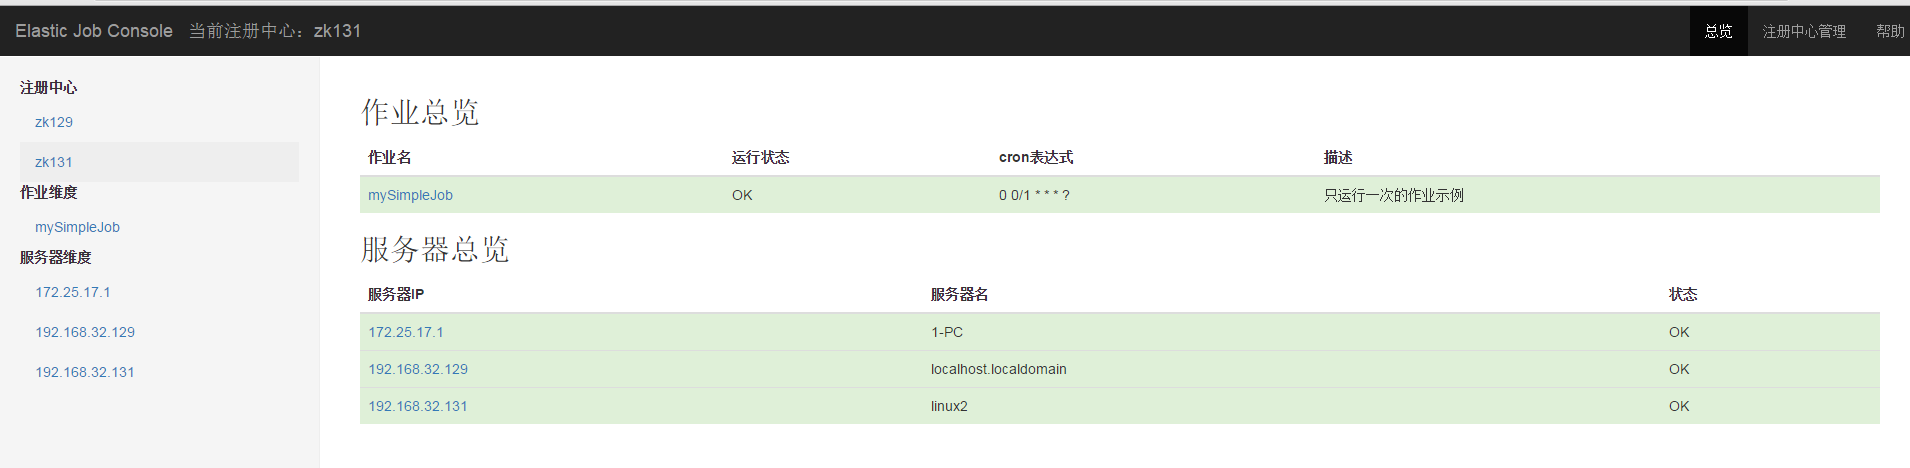 Elastic Job Console 当前注册中心：zk131 总览 注册中心管理 帮助
注册中心
zk129
zk131
作业维度
mySimpleJob
服务器维度
172.25.17.1
192.168.32.129
192.168.32.131
作业总览
作业名 运行状态 cron表达式 描述
mySimpleJob OK 0 0/1 * * * ? 只运行一次的作业示例
服务器总览
服务器IP 服务器名 状态
172.25.17.1 1-PC OK
192.168.32.129 localhost.localdomain OK
192.168.32.131 linux2 OK